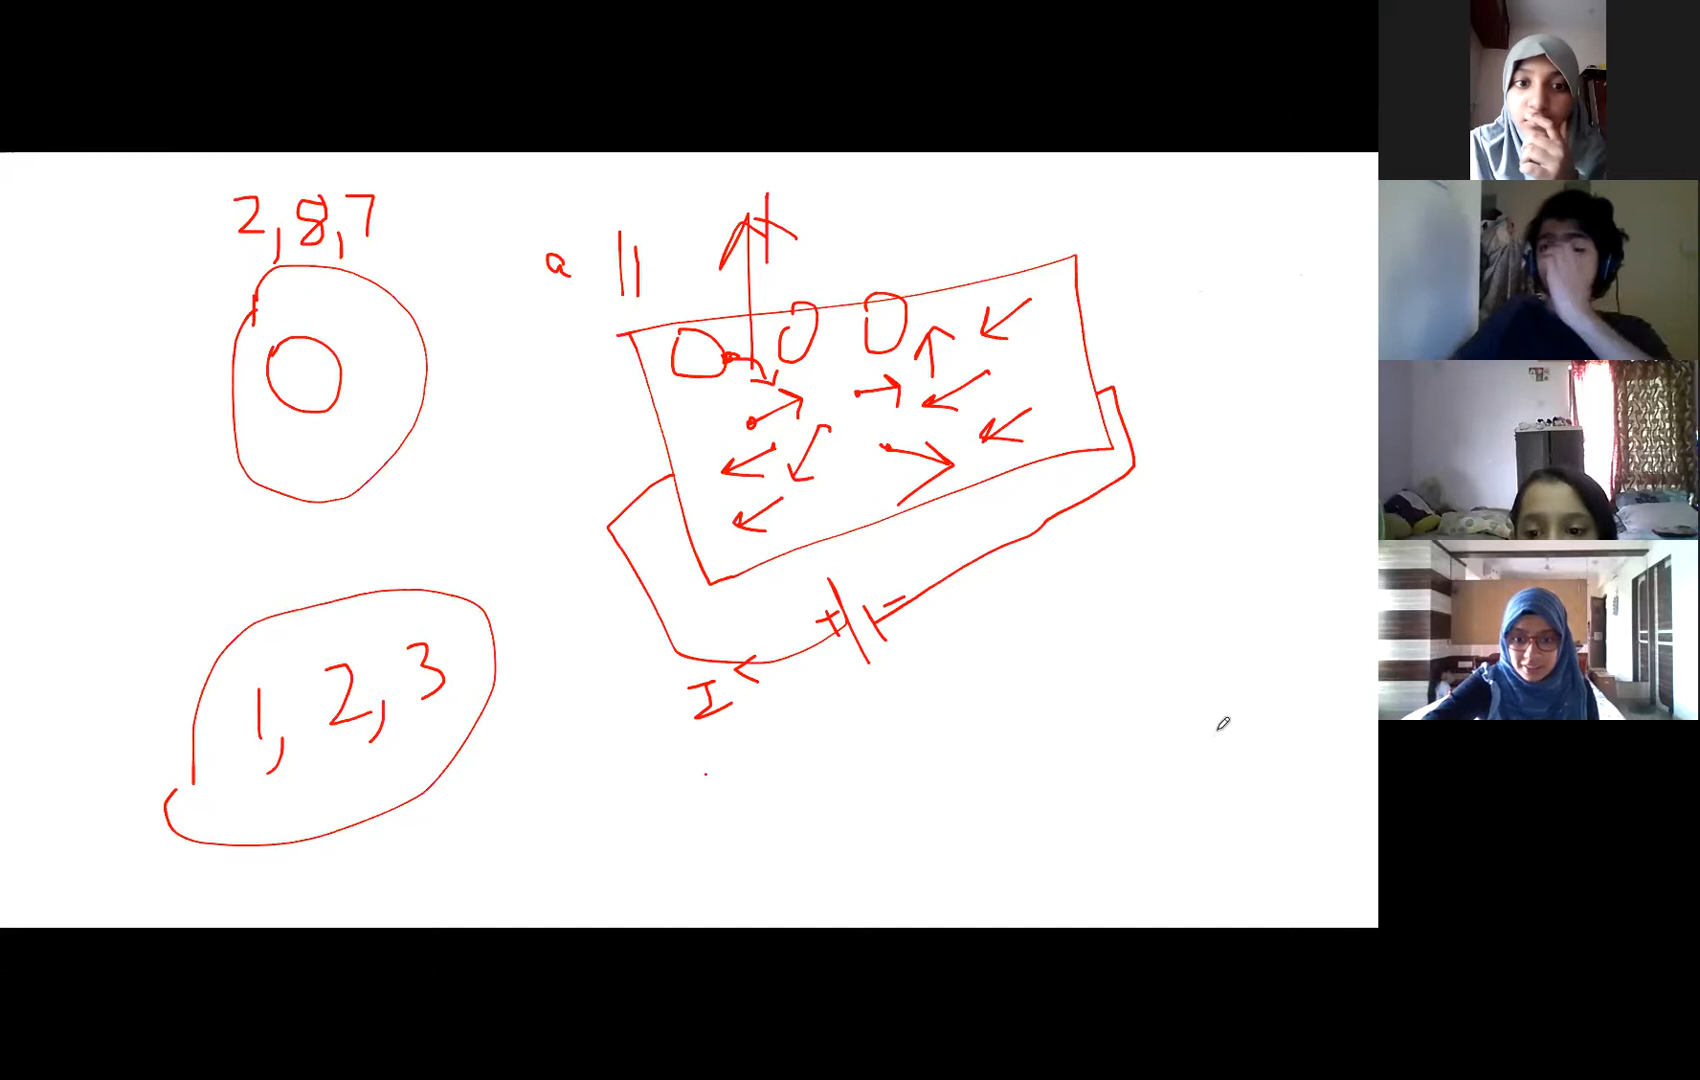 2, 8, 7
a
+
=
I
1, 2, 3